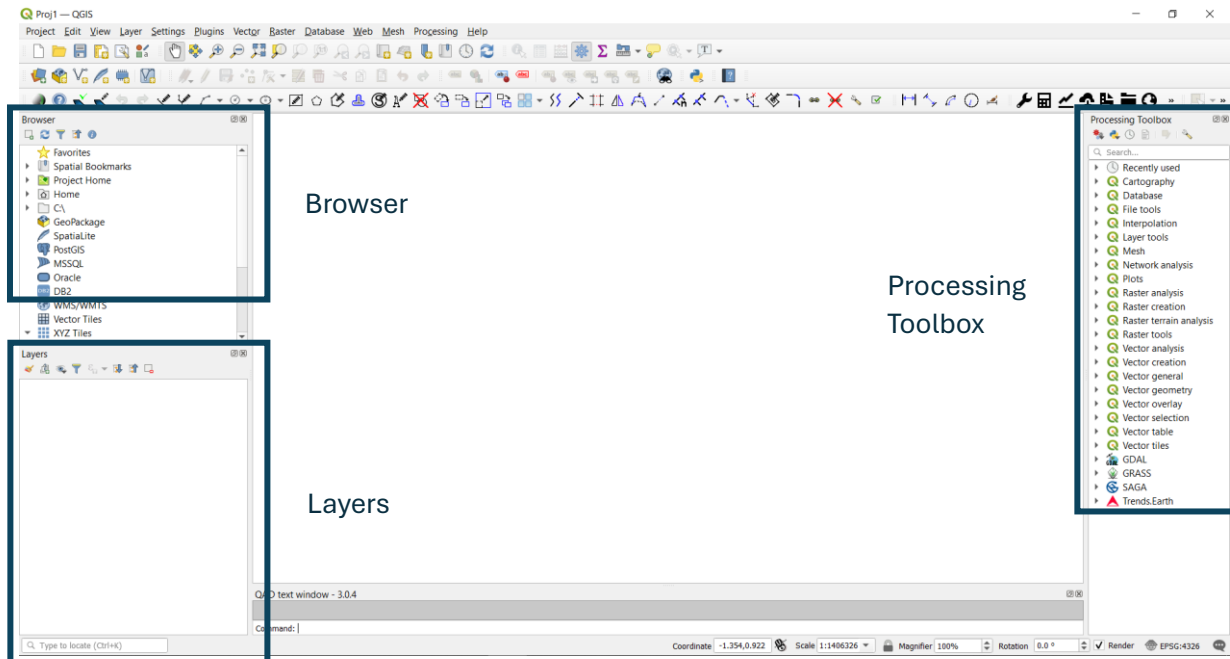 Proj1 — QGIS
Project Edit View Layer Settings Plugins Vector Raster Database Web Mesh Processing Help
Browser
Favorites
Spatial Bookmarks
Project Home
Home
C:\
GeoPackage
SpatiaLite
PostGIS
MSSQL
Oracle
DB2
WMS/WMTS
Vector Tiles
XYZ Tiles
Browser
Layers
Layers
Processing
Toolbox
Processing Toolbox
Search...
Recently used
Cartography
Database
File tools
Interpolation
Layer tools
Mesh
Network analysis
Plots
Raster analysis
Raster creation
Raster terrain analysis
Raster tools
Vector analysis
Vector creation
Vector general
Vector geometry
Vector overlay
Vector selection
Vector table
Vector tiles
GDAL
GRASS
SAGA
Trends.Earth
QAD text window - 3.0.4
Command:
Type to locate (Ctrl+K)
Coordinate -1.354,0.922 Scale 1:1406326 Magnifier 100% Rotation 0.0 ° Render EPSG:4326